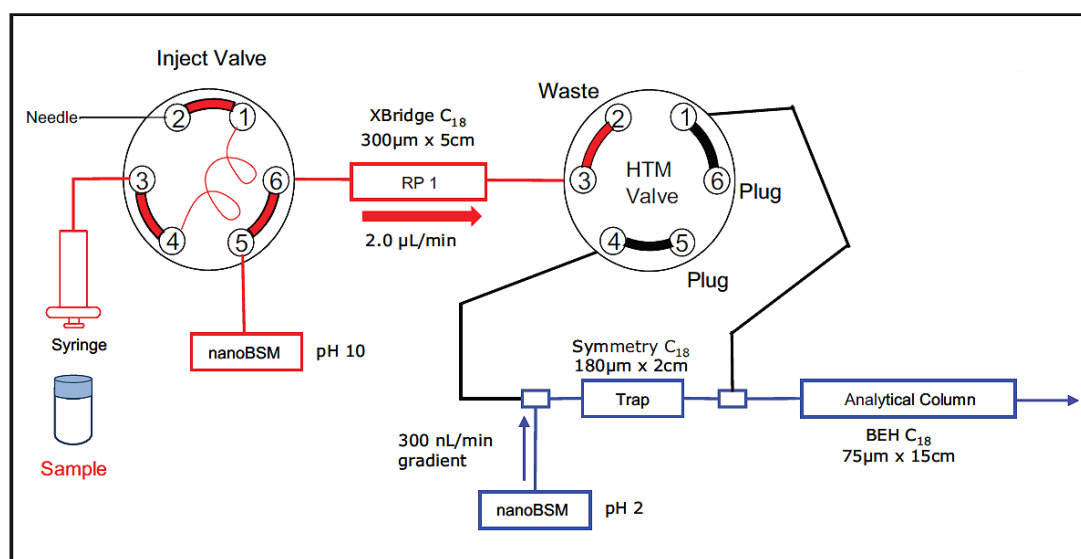 Inject Valve
Needle
2
1
3
6
4
5
Syringe
Sample
nanoBSM
pH 10
XBridge C18
300µm x 5cm
RP 1
2.0 µL/min
Waste
2
1
3
HTM
Valve
6
Plug
4
5
Plug
Symmetry C18
180µm x 2cm
Trap
300 nL/min
gradient
nanoBSM
pH 2
Analytical Column
BEH C18
75µm x 15cm